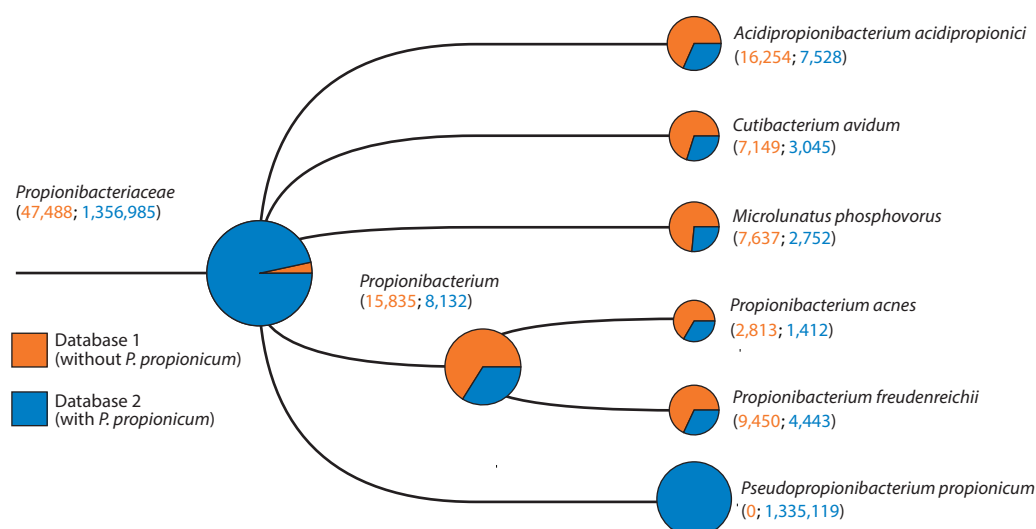 Acidipropionibacterium acidipropionici
(16,254; 7,528)
Cutibacterium avidum
(7,149; 3,045)
Propionibacteriaceae
(47,488; 1,356,985)
Microlunatus phosphovorus
(7,637; 2,752)
Propionibacterium
(15,835; 8,132)
Propionibacterium acnes
(2,813; 1,412)
Database 1
(without P. propionicum)
Database 2
(with P. propionicum)
Propionibacterium freudenreichii
(9,450; 4,443)
Pseudopropionibacterium propionicum
(0; 1,335,119)